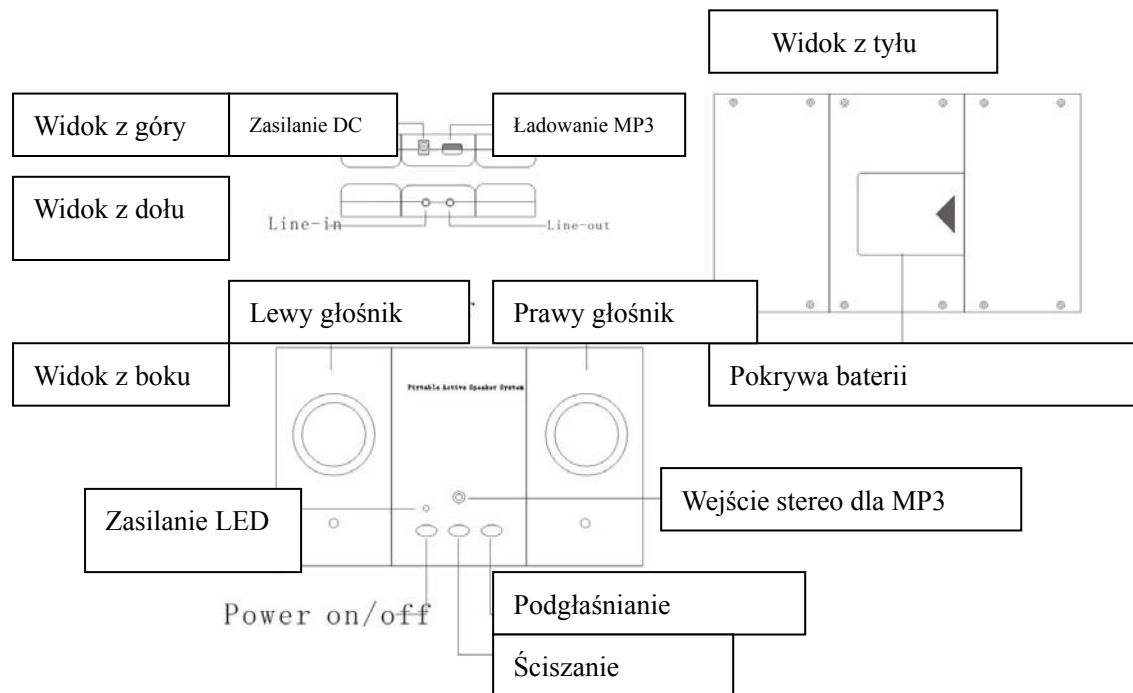 Widok z tyłu
Widok z góry
Zasilanie DC
Ładowanie MP3
Widok z dołu
Line-in
Line-out
Lewy głośnik
Prawy głośnik
Widok z boku
Pokrywa baterii
Pirtable Active Speaker System
Wejście stereo dla MP3
Zasilanie LED
Power on/off
Podgłaśnianie
Ściszanie